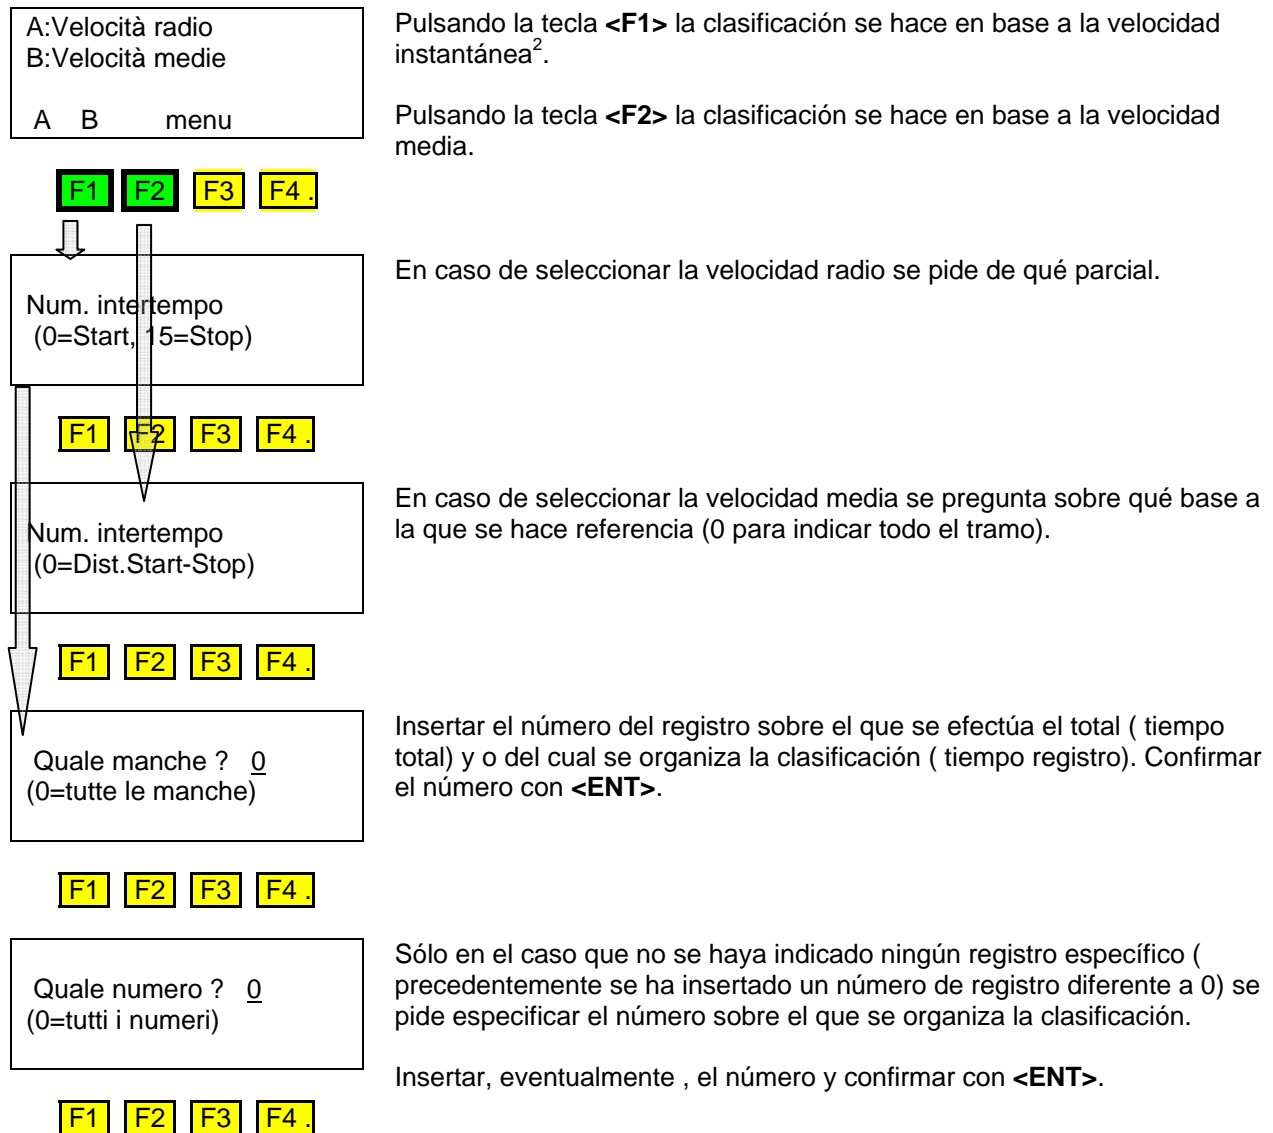 A:Velocità radio
B:Velocità medie
A B menu
Pulsando la tecla <F1> la clasificación se hace en base a la velocidad
instantánea2.
Pulsando la tecla <F2> la clasificación se hace en base a la velocidad
media.
F1 F2 F3 F4 .
Num. intertempo
(0=Start, 15=Stop)
En caso de seleccionar la velocidad radio se pide de qué parcial.
F1 F2 F3 F4 .
Num. intertempo
(0=Dist.Start-Stop)
En caso de seleccionar la velocidad media se pregunta sobre qué base a
la que se hace referencia (0 para indicar todo el tramo).
F1 F2 F3 F4 .
Quale manche ? 0
(0=tutte le manche)
Insertar el número del registro sobre el que se efectúa el total ( tiempo
total) y o del cual se organiza la clasificación ( tiempo registro). Confirmar
el número con <ENT>.
F1 F2 F3 F4 .
Quale numero ? 0
(0=tutti i numeri)
Sólo en el caso que no se haya indicado ningún registro específico (
precedentemente se ha insertado un número de registro diferente a 0) se
pide especificar el número sobre el que se organiza la clasificación.
Insertar, eventualmente , el número y confirmar con <ENT>.
F1 F2 F3 F4 .